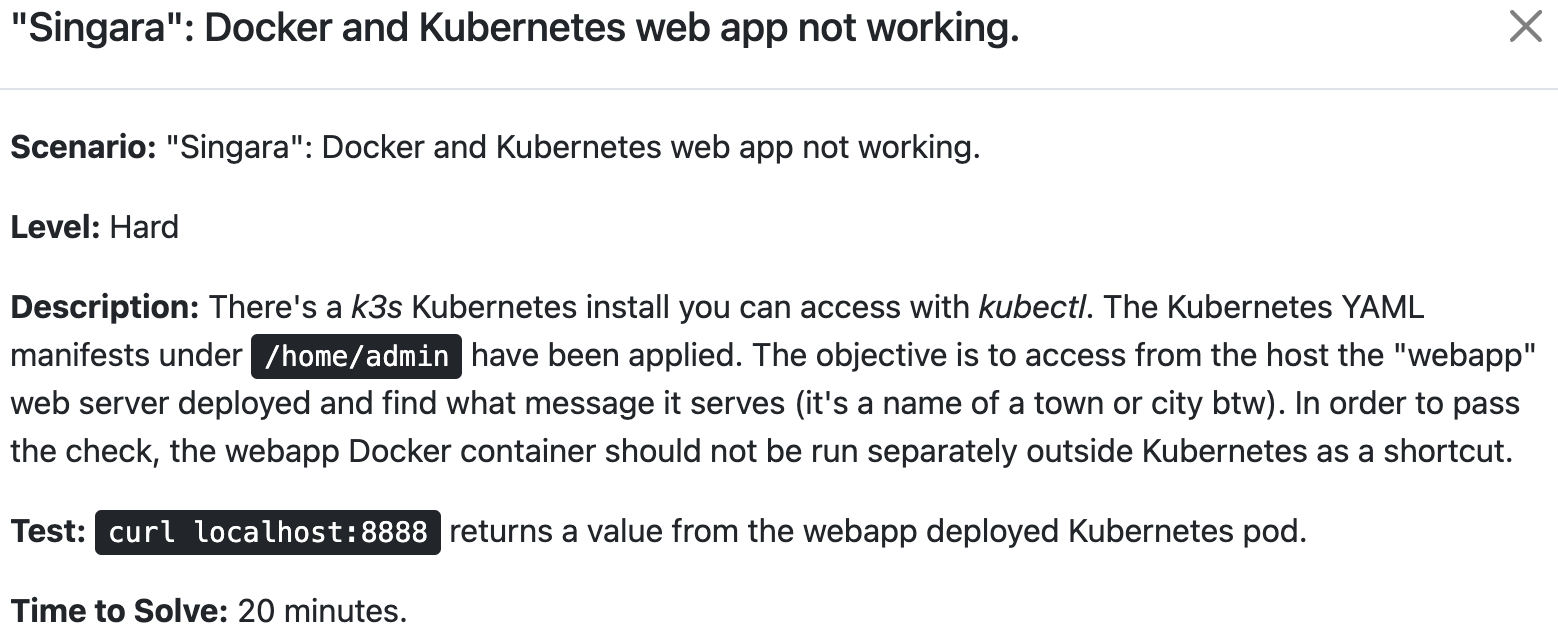 "Singara": Docker and Kubernetes web app not working.
Scenario: "Singara": Docker and Kubernetes web app not working.
Level: Hard
Description: There's a k3s Kubernetes install you can access with kubectl. The Kubernetes YAML
manifests under /home/admin have been applied. The objective is to access from the host the "webapp"
web server deployed and find what message it serves (it's a name of a town or city btw). In order to pass
the check, the webapp Docker container should not be run separately outside Kubernetes as a shortcut.
Test: curl localhost:8888 returns a value from the webapp deployed Kubernetes pod.
Time to Solve: 20 minutes.